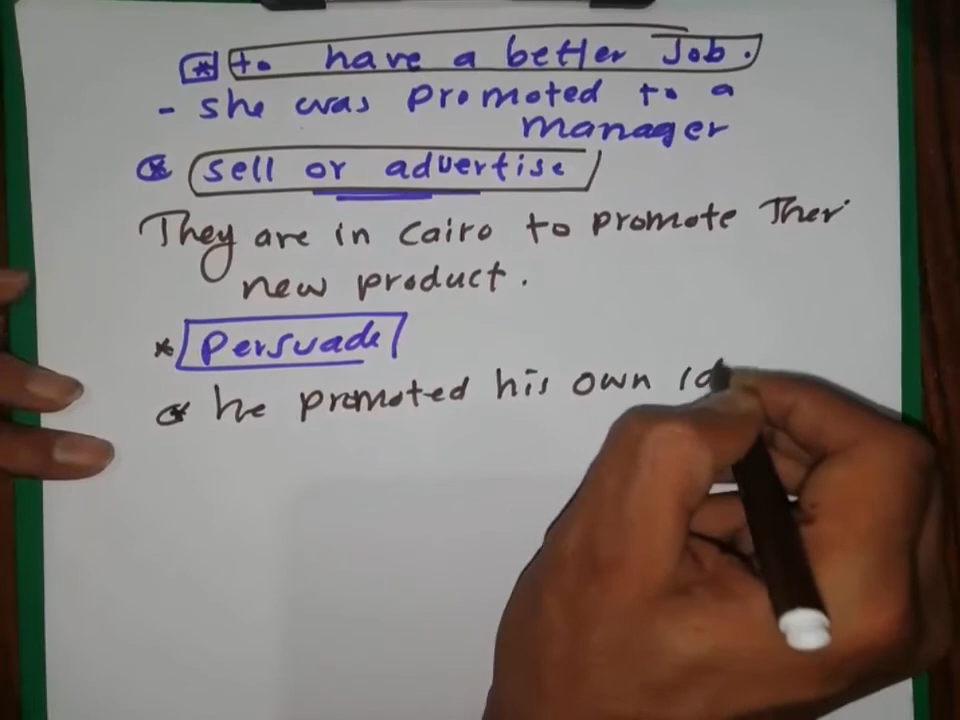 * to have a better Job.
- she was promoted to a
manager
* sell or advertise
They are in Cairo to promote Ther
new product.
* Persuade
* he promoted his own id